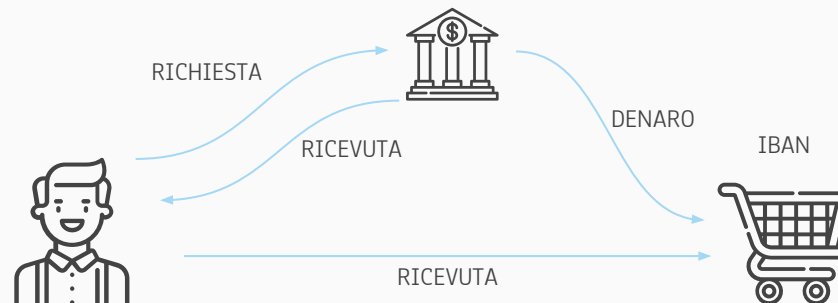 RICHIESTA
$
DENARO
RICEVUTA
IBAN
RICEVUTA